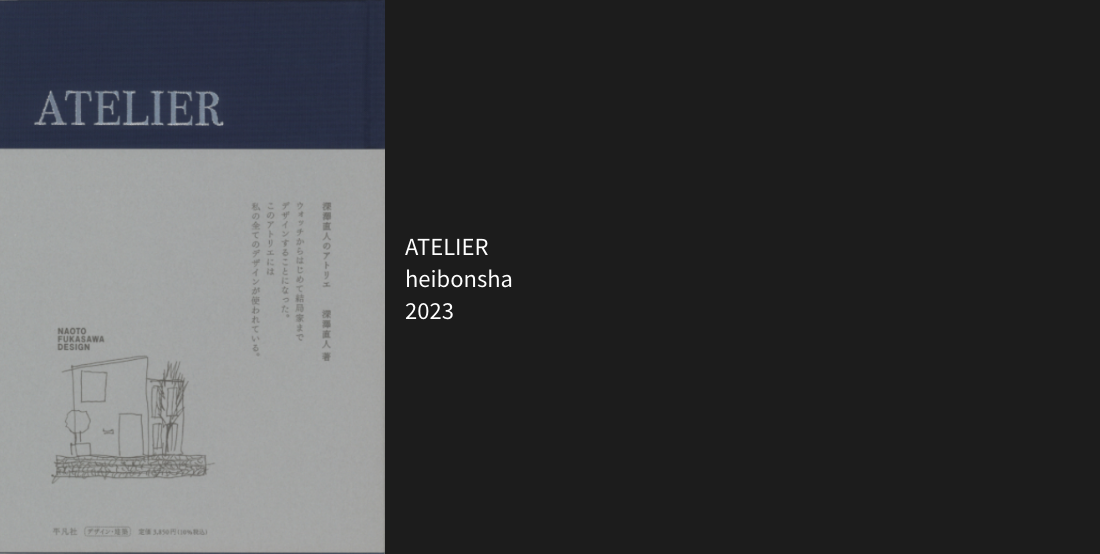 ATELIER
深澤直人のアトリエ 深澤直人 著
ウォッチからはじめて結局家まで
デザインすることになった。
このアトリエには
私の全てのデザインが使われている。
NAOTO
FUKASAWA
DESIGN
平凡社 デザイン・建築 定価3,850円(10%税込)
ATELIER
heibonsha
2023